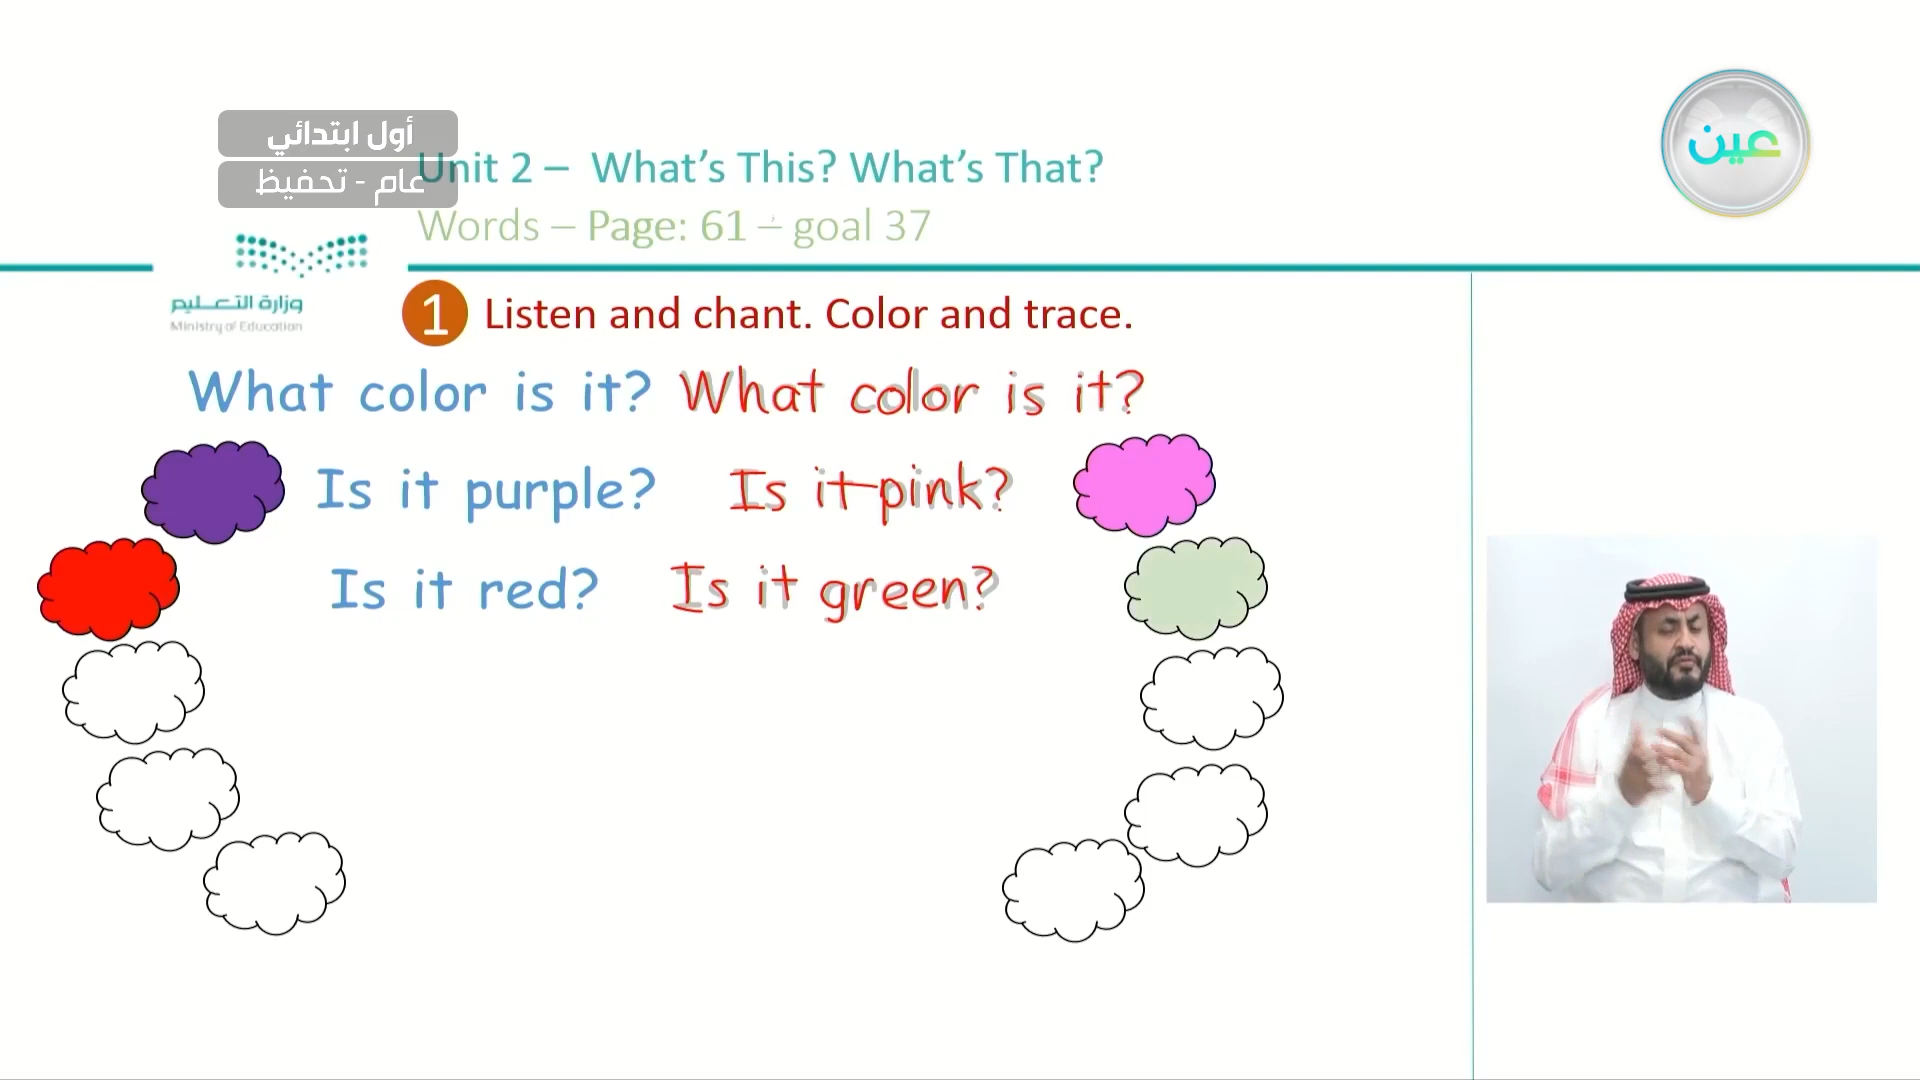 أول ابتدائي
عام - تحفيظ
عين
Unit 2 – What's This? What's That?
Words – Page: 61 – goal 37
وزارة التعليم
Ministry of Education
1 Listen and chant. Color and trace.
What color is it? What color is it?
Is it purple? Is it pink?
Is it red? Is it green?